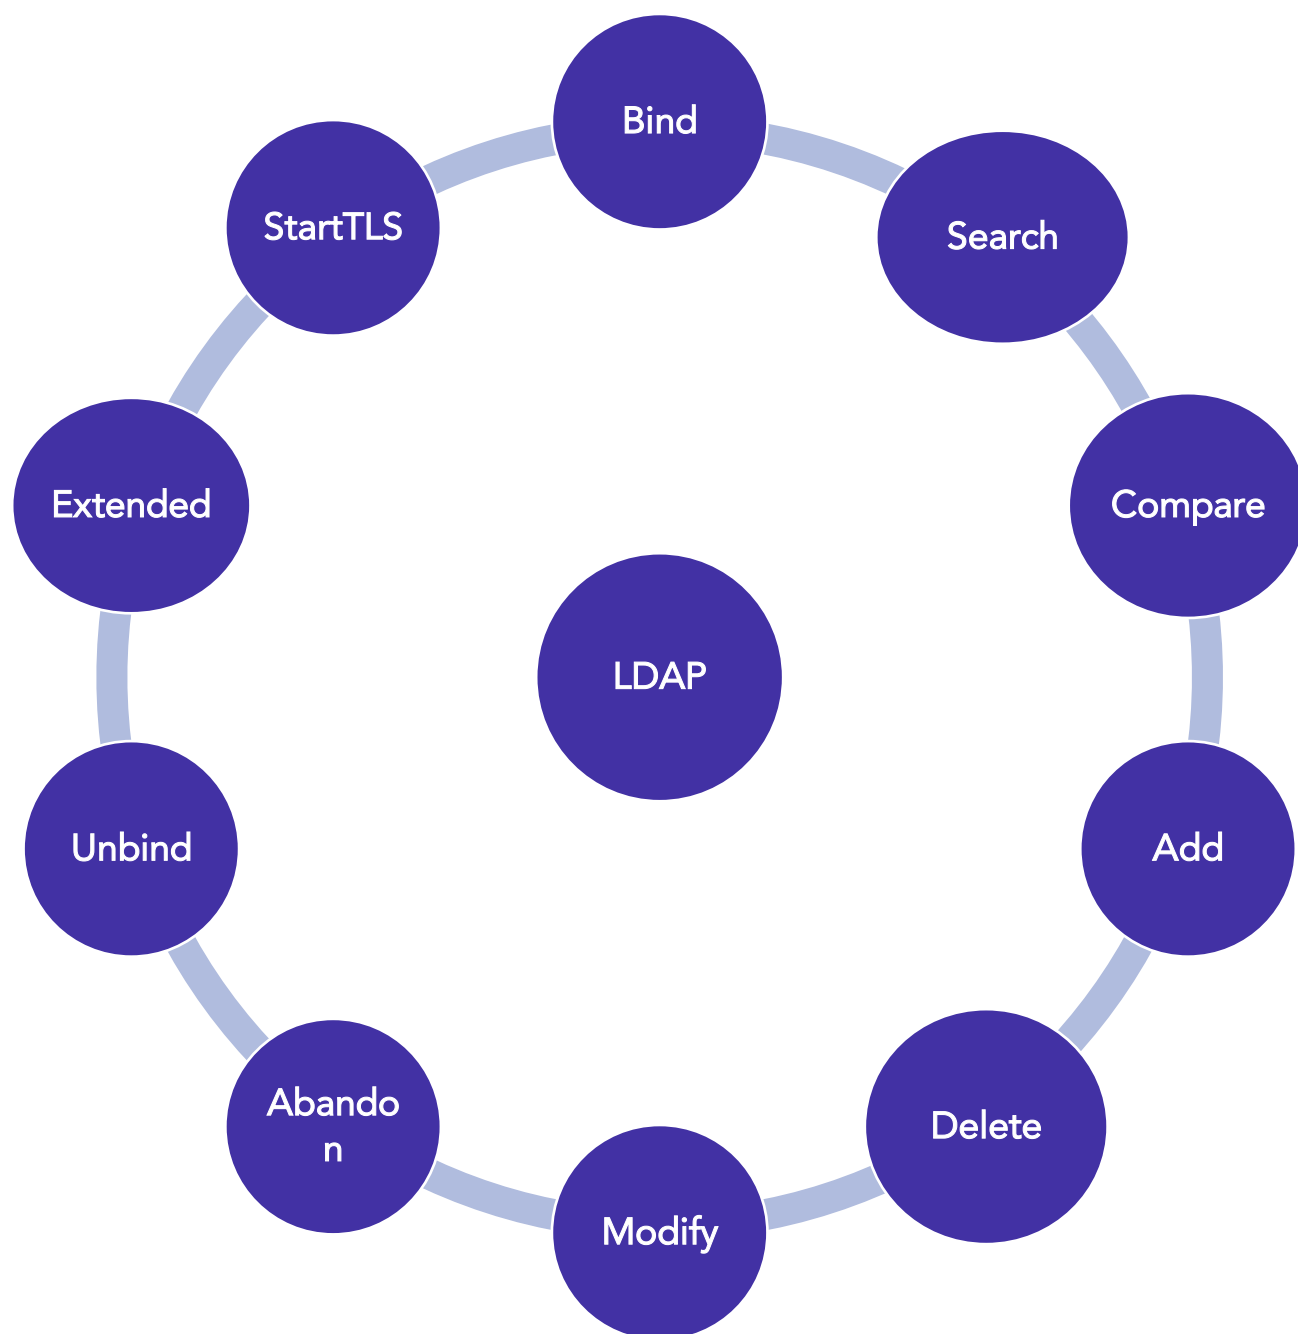 Bind
StartTLS
Search
Extended
Compare
LDAP
Unbind
Add
Abando
n
Delete
Modify